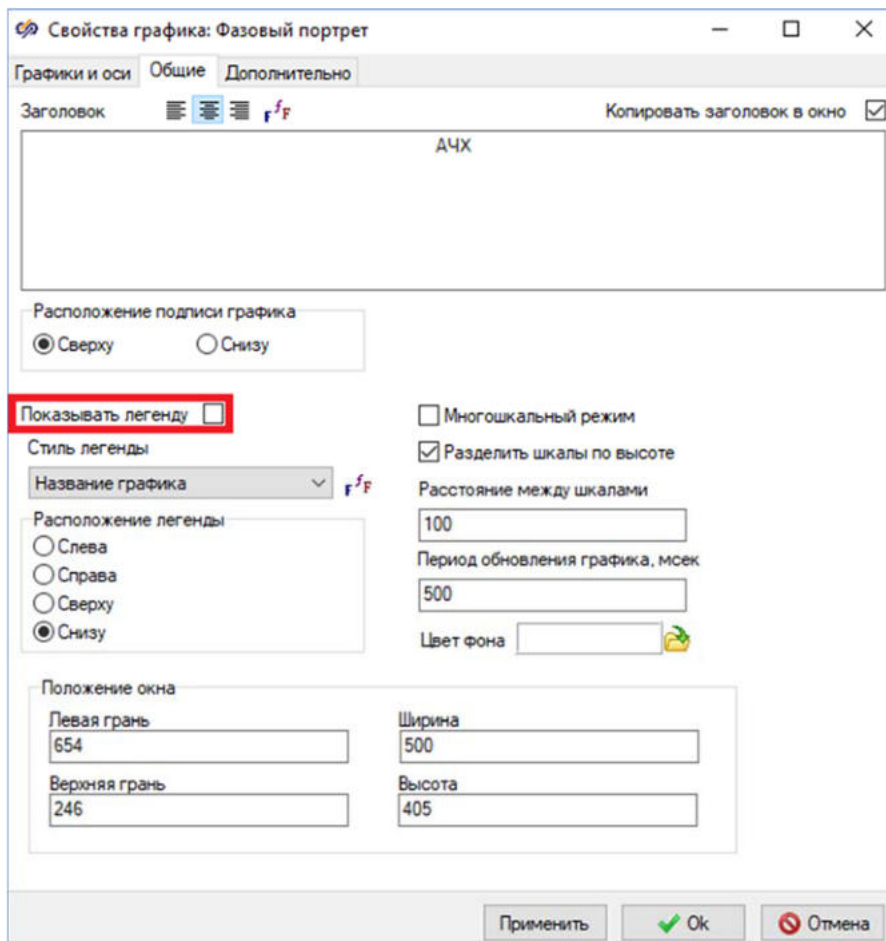 Свойства графика: Фазовый портрет
Графики и оси Общие Дополнительно
Заголовок FfF Копировать заголовок в окно
АЧХ
Расположение подписи графика
Сверху Снизу
Показывать легенду Многошкальный режим
Стиль легенды Разделить шкалы по высоте
Название графика FfF Расстояние между шкалами
Расположение легенды 100
Слева Период обновления графика, мсек
Справа 500
Сверху
Снизу Цвет фона
Положение окна
Левая грань Ширина
654 500
Верхняя грань Высота
246 405
Применить Ok Отмена